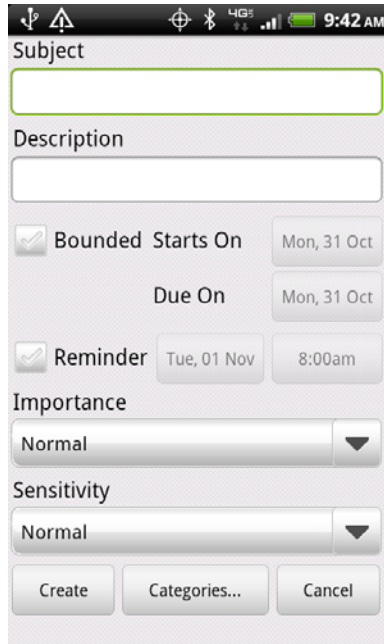 4G 9:42 AM
Subject
Description
Bounded Starts On Mon, 31 Oct
Due On Mon, 31 Oct
Reminder Tue, 01 Nov 8:00am
Importance
Normal
Sensitivity
Normal
Create Categories... Cancel